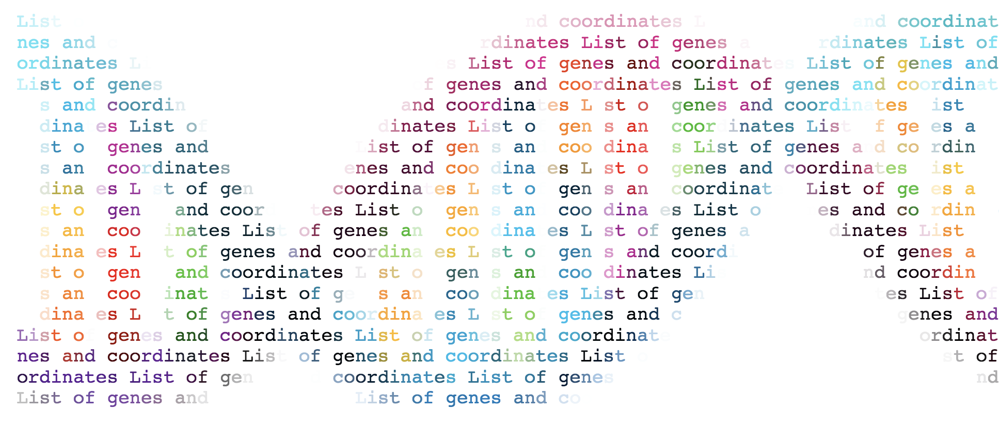 List nd coordinates L and coordinat
nes and rdinates List of genes a rdinates List of
ordinates L s List of genes and coordinates List of genes and
List of genes of genes and coordinates List of genes and coordinat
s and coordin and coordinates L st o genes and coordinates ist
dina es List of dinates List o gen s an coordinates List f ge es a
st o genes and List of gen s an coo dina s List of genes and co rdin
s an coordinates enes and coo dina es L st o genes and coordinates ist
dina es L st of gen coordinates L st o gen s an coordinat List of ge es a
st o gen and coor tes List o gen s an coo dina es List o es and co rdin
s an coo inates List of genes an coo dina es L st of genes a dinates List
dina es L t of genes and coordina es L st o gen s and coordi of genes a
st o gen and coordinates L st o gen s an coo dinates Li nd coordin
s an coo inat s List of ge s an coo dina es List of gen tes List of
dina es L t of genes and coordina es L st o genes and c genes and
List of genes and coordinates List of genes and coordinate ordinat
nes and coordinates List of genes and coordinates List st of
ordinates List of gen coordinates List of genes nd
List of genes and List of genes and co